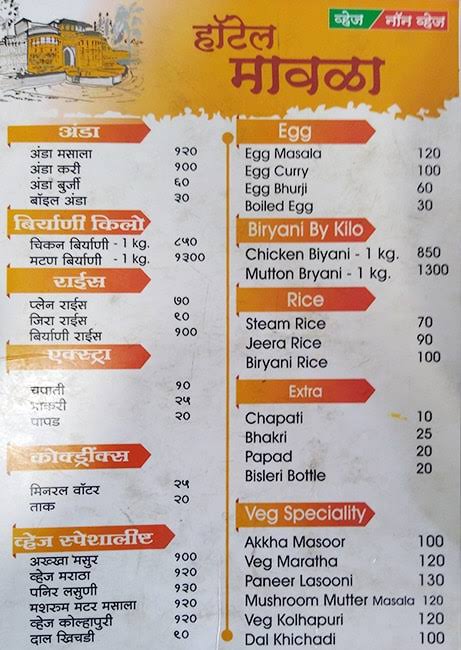 व्हेज / नॉन व्हेज
हॉटेल
मावळा
अंडा
अंडा मसाला १२०
अंडा करी १००
अंडा बुर्जी ६०
बॉइल अंडा ३०
बिर्याणी किलो
चिकन बिर्याणी - 1 kg. ८५०
मटण बिर्याणी - 1 kg. १३००
राईस
प्लेन राईस ७०
जिरा राईस ९०
बिर्याणी राईस १००
एक्स्ट्रा
चपाती १०
भाकरी २५
पापड २०
कोक्ड्रींक्स
मिनरल वॉटर २५
ताक २०
व्हेज स्पेशालीष्ट
अख्खा मसुर १००
व्हेज मराठा १२०
पनिर लसुणी १३०
मशरुम मटर मसाला १२०
व्हेज कोल्हापुरी १२०
दाल खिचडी ९०
Egg
Egg Masala 120
Egg Curry 100
Egg Bhurji 60
Boiled Egg 30
Biryani By Kilo
Chicken Biyani - 1 kg. 850
Mutton Bryani - 1 kg. 1300
Rice
Steam Rice 70
Jeera Rice 90
Biryani Rice 100
Extra
Chapati 10
Bhakri 25
Papad 20
Bisleri Bottle 20
Veg Speciality
Akkha Masoor 100
Veg Maratha 120
Paneer Lasooni 130
Mushroom Mutter Masala 120
Veg Kolhapuri 120
Dal Khichadi 100